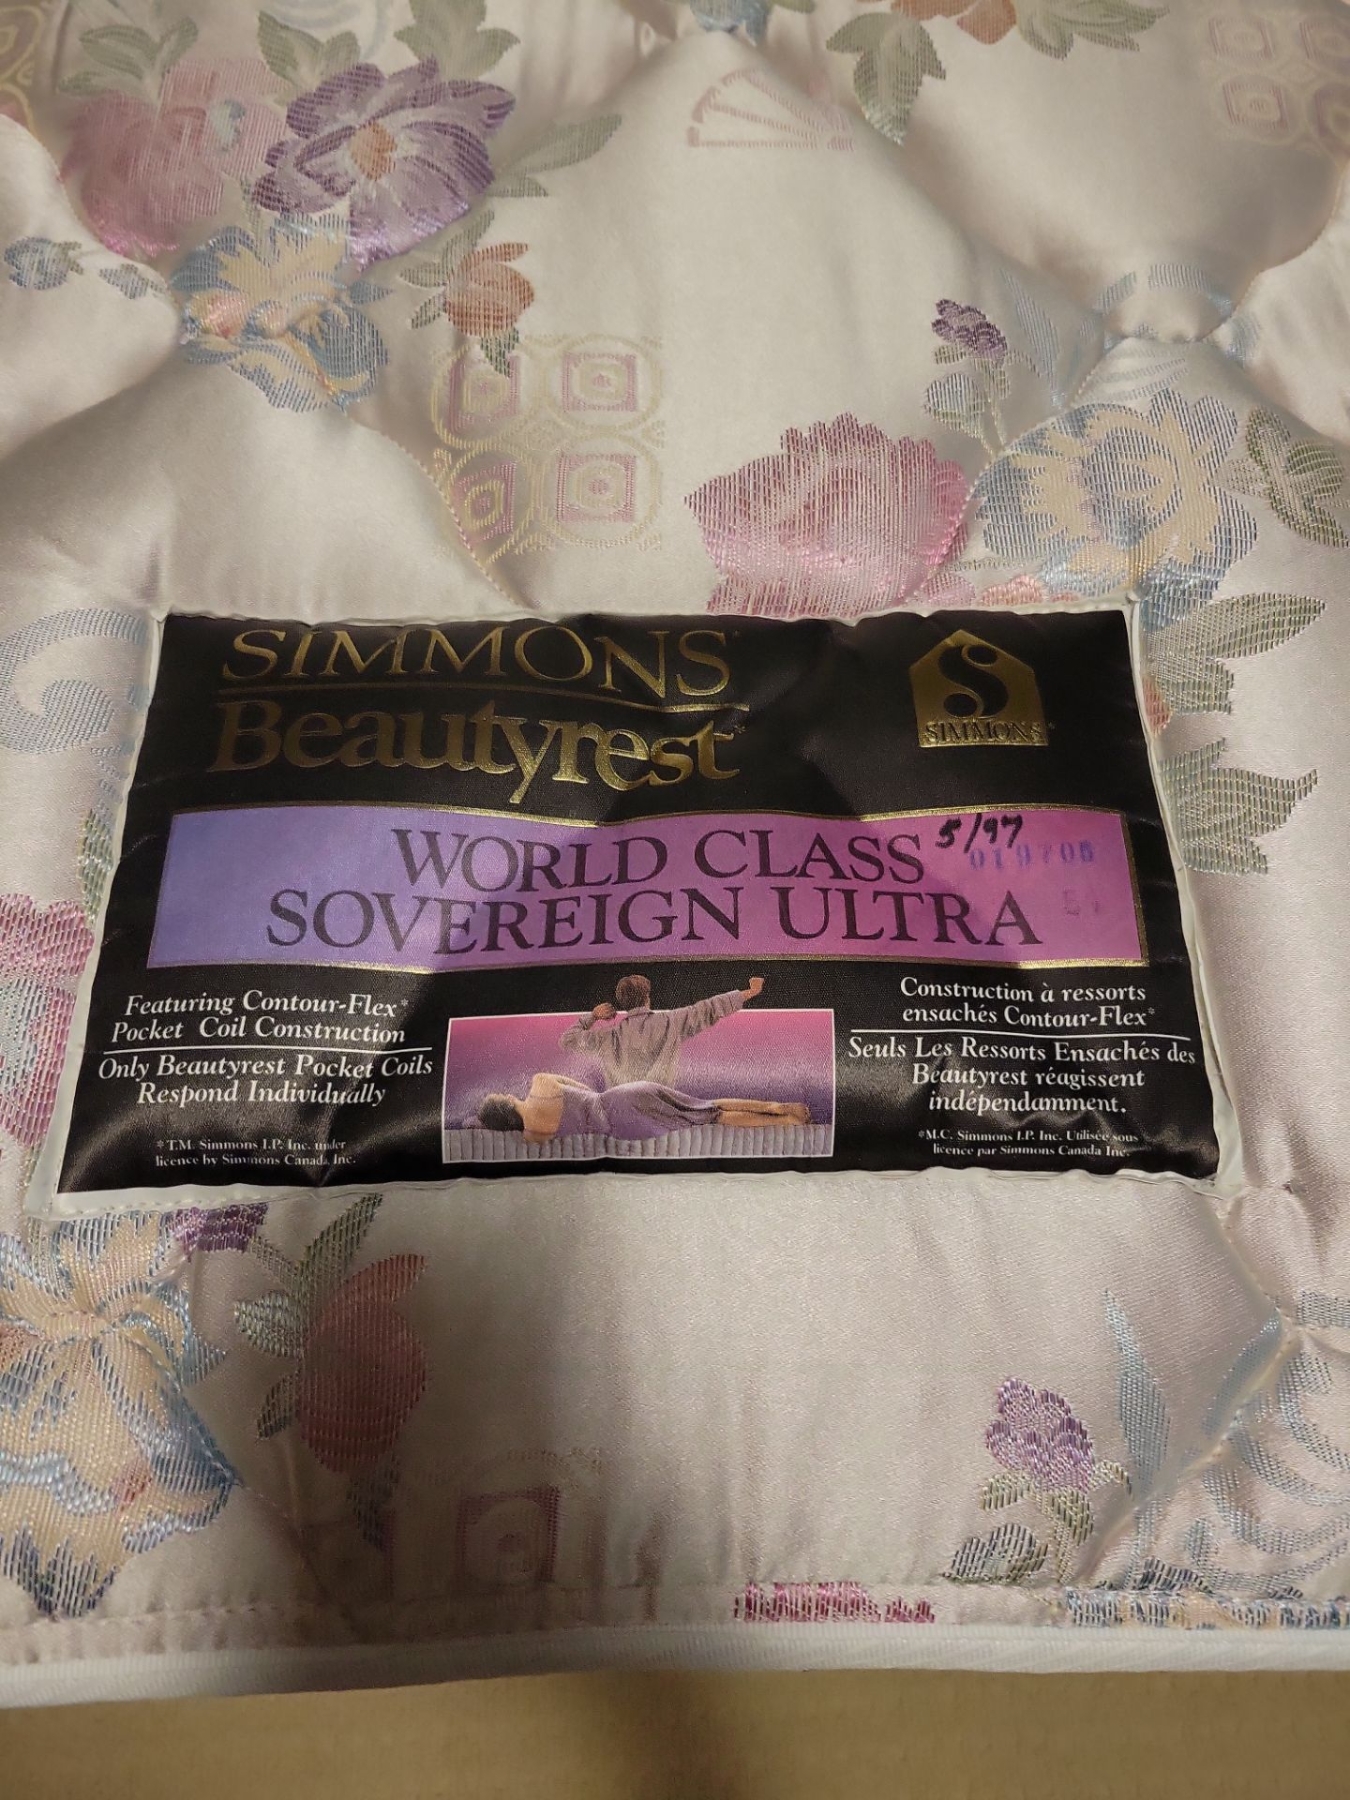 SIMMONS
Beautyrest
SIMMONS
WORLD CLASS 5/97
SOVEREIGN ULTRA
Featuring Contour-Flex*
Pocket Coil Construction
Only Beautyrest Pocket Coils
Respond Individually
*T.M. Simmons I.P. Inc. under
licence by Simmons Canada Inc.
Construction à ressorts
ensachés Contour-Flex*
Seuls Les Ressorts Ensachés des
Beautyrest réagissent
indépendamment.
*M.C. Simmons I.P. Inc. Utilisée sous
licence par Simmons Canada Inc.